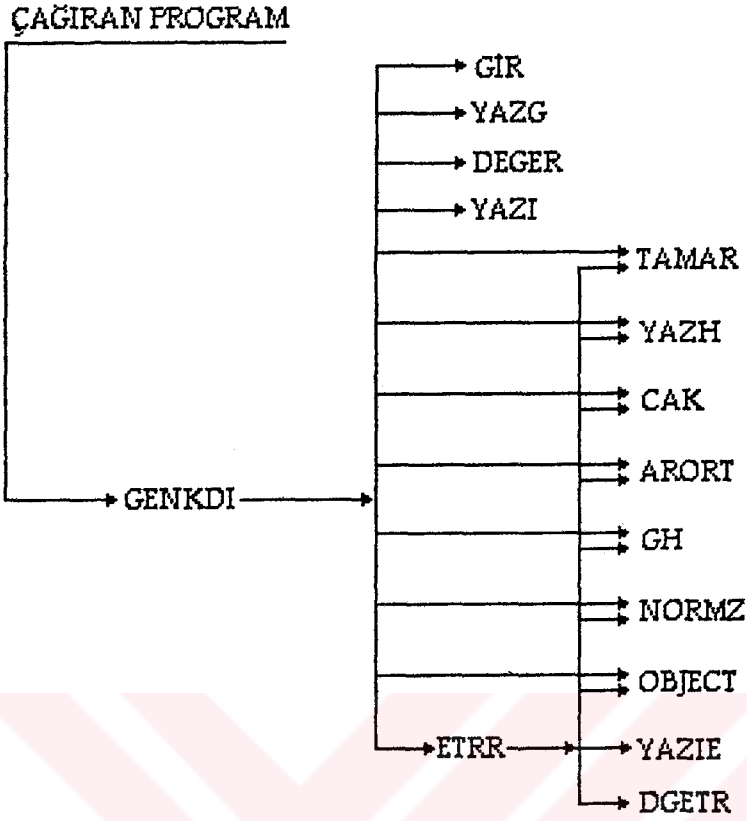 ÇAĞIRAN PROGRAM
GİR
YAZG
DEGER
YAZI
TAMAR
YAZH
CAK
ARORT
GENKDI
GH
NORMZ
OBJECT
ETRR
YAZIE
DGETR